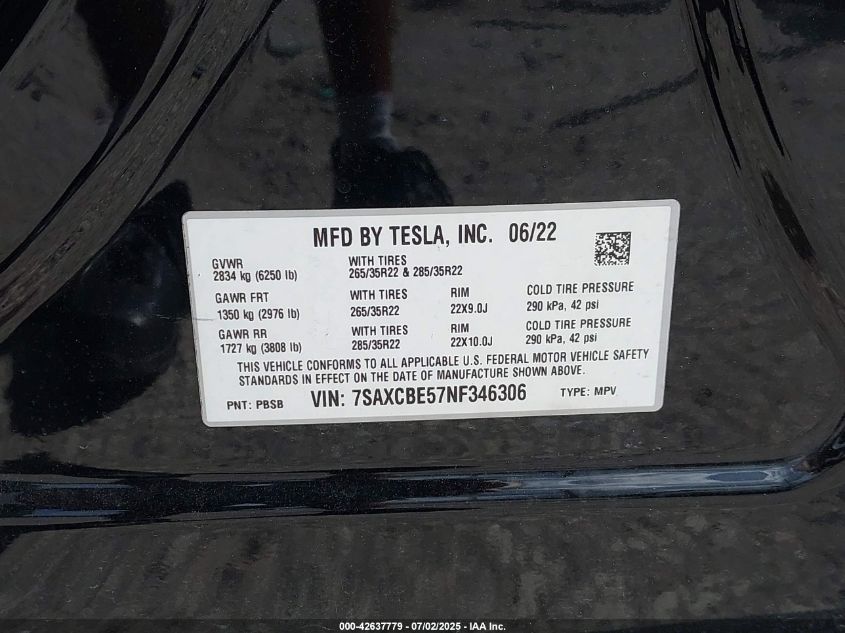 MFD BY TESLA, INC. 06/22
GVWR
2834 kg (6250 lb)
WITH TIRES
265/35R22 & 285/35R22
GAWR FRT
1350 kg (2976 lb)
WITH TIRES
265/35R22
RIM
22X9.0J
COLD TIRE PRESSURE
290 kPa, 42 psi
GAWR RR
1727 kg (3808 lb)
WITH TIRES
285/35R22
RIM
22X10.0J
COLD TIRE PRESSURE
290 kPa, 42 psi
THIS VEHICLE CONFORMS TO ALL APPLICABLE U.S. FEDERAL MOTOR VEHICLE SAFETY
STANDARDS IN EFFECT ON THE DATE OF MANUFACTURE SHOWN ABOVE.
PNT: PBSB VIN: 7SAXCBE57NF346306 TYPE: MPV
000-42637779 - 07/02/2025 - IAA Inc.